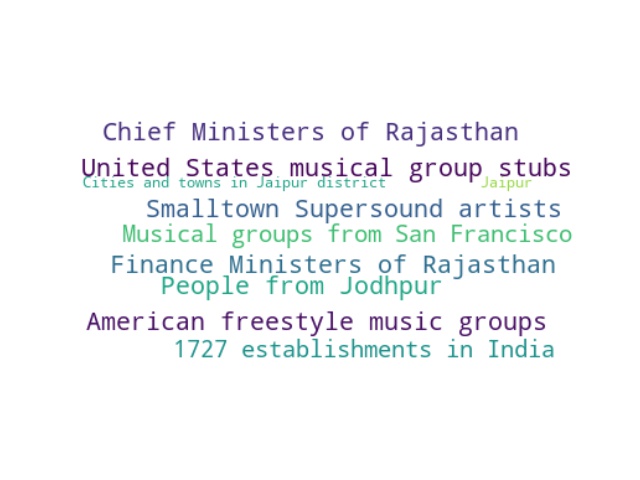 Chief Ministers of Rajasthan
United States musical group stubs
Cities and towns in Jaipur district
Jaipur
Smalltown Supersound artists
Musical groups from San Francisco
Finance Ministers of Rajasthan
People from Jodhpur
American freestyle music groups
1727 establishments in India